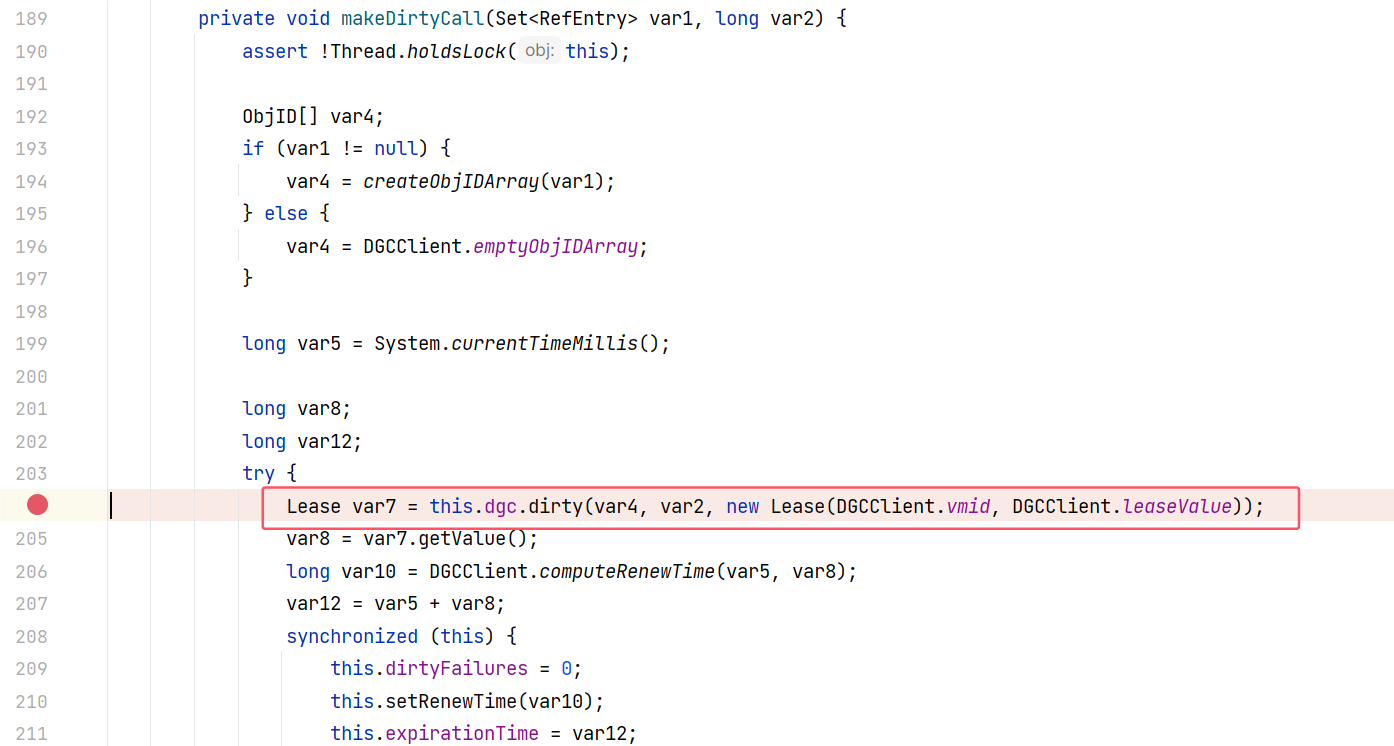 189 private void makeDirtyCall(Set<RefEntry> var1, long var2) {
190 assert !Thread.holdsLock( obj: this);
191
192 ObjID[] var4;
193 if (var1 != null) {
194 var4 = createObjIDArray(var1);
195 } else {
196 var4 = DGCClient.emptyObjIDArray;
197 }
198
199 long var5 = System.currentTimeMillis();
200
201 long var8;
202 long var12;
203 try {
Lease var7 = this.dgc.dirty(var4, var2, new Lease(DGCClient.vmid, DGCClient.leaseValue));
205 var8 = var7.getValue();
206 long var10 = DGCClient.computeRenewTime(var5, var8);
207 var12 = var5 + var8;
208 synchronized (this) {
209 this.dirtyFailures = 0;
210 this.setRenewTime(var10);
211 this.expirationTime = var12;